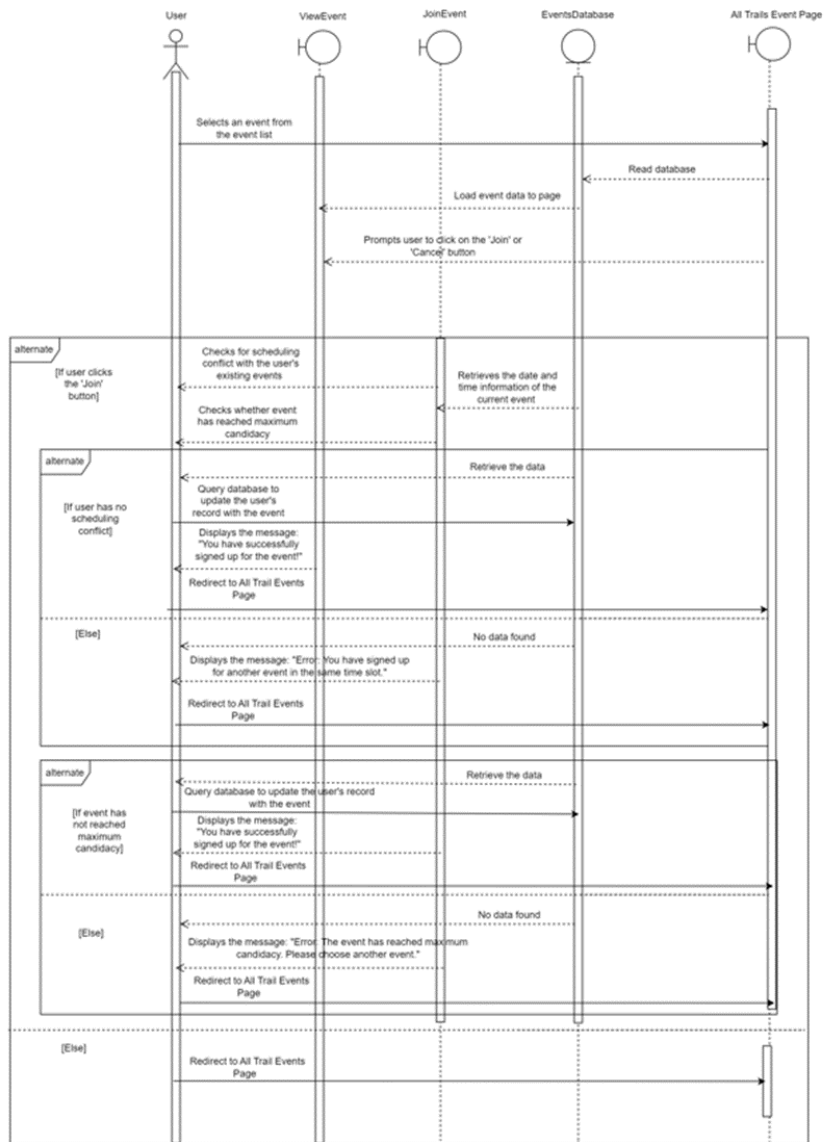 User
ViewEvent
JoinEvent
EventsDatabase
All Trails Event Page
Selects an event from
the event list
Read database
Load event data to page
Prompts user to click on the 'Join' or
'Cancel' button
alternate
[If user clicks
the 'Join'
button]
Checks for scheduling
conflict with the user's
existing events
Retrieves the date and
time information of the
current event
Checks whether event
has reached maximum
candidacy
alternate
[If user has no
scheduling
conflict]
Retrieve the data
Query database to
update the user's
record with the event
Displays the message:
"You have successfully
signed up for the event!"
Redirect to All Trail Events
Page
[Else]
No data found
Displays the message: "Error: You have signed up
for another event in the same time slot."
Redirect to All Trail Events
Page
alternate
[If event has
not reached
maximum
candidacy]
Retrieve the data
Query database to update the user's record
with the event
Displays the message:
"You have successfully
signed up for the event!"
Redirect to All Trail Events
Page
[Else]
No data found
Displays the message: "Error: The event has reached maximum
candidacy. Please choose another event."
Redirect to All Trail Events
Page
[Else]
Redirect to All Trail Events
Page